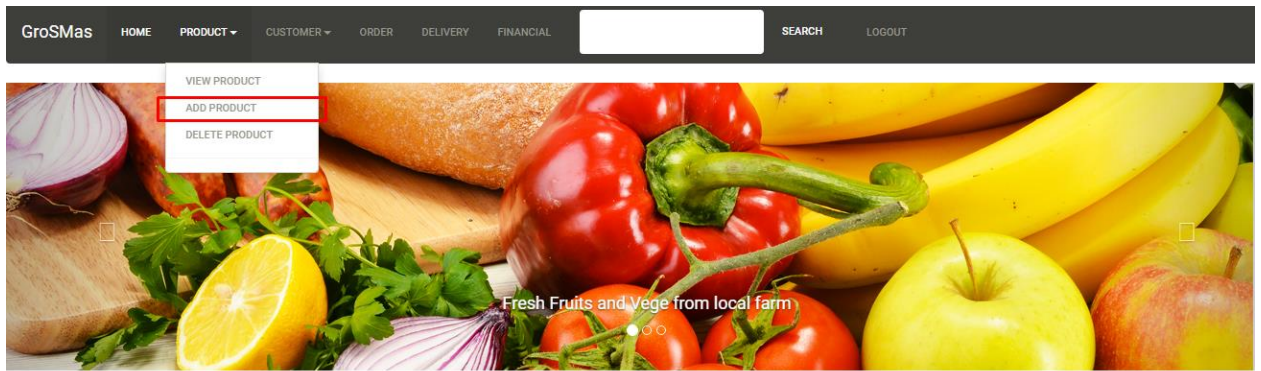 GroSMas HOME PRODUCT CUSTOMER ORDER DELIVERY FINANCIAL SEARCH LOGOUT
VIEW PRODUCT
ADD PRODUCT
DELETE PRODUCT
Fresh Fruits and Vege from local farm